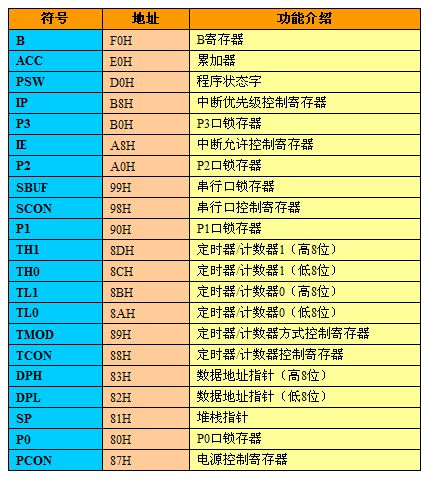 符号 地址 功能介绍
B F0H B寄存器
ACC E0H 累加器
PSW D0H 程序状态字
IP B8H 中断优先级控制寄存器
P3 B0H P3口锁存器
IE A8H 中断允许控制寄存器
P2 A0H P2口锁存器
SBUF 99H 串行口锁存器
SCON 98H 串行口控制寄存器
P1 90H P1口锁存器
TH1 8DH 定时器/计数器1（高8位）
TH0 8CH 定时器/计数器1（低8位）
TL1 8BH 定时器/计数器0（高8位）
TL0 8AH 定时器/计数器0（低8位）
TMOD 89H 定时器/计数器方式控制寄存器
TCON 88H 定时器/计数器控制寄存器
DPH 83H 数据地址指针（高8位）
DPL 82H 数据地址指针（低8位）
SP 81H 堆栈指针
P0 80H P0口锁存器
PCON 87H 电源控制寄存器